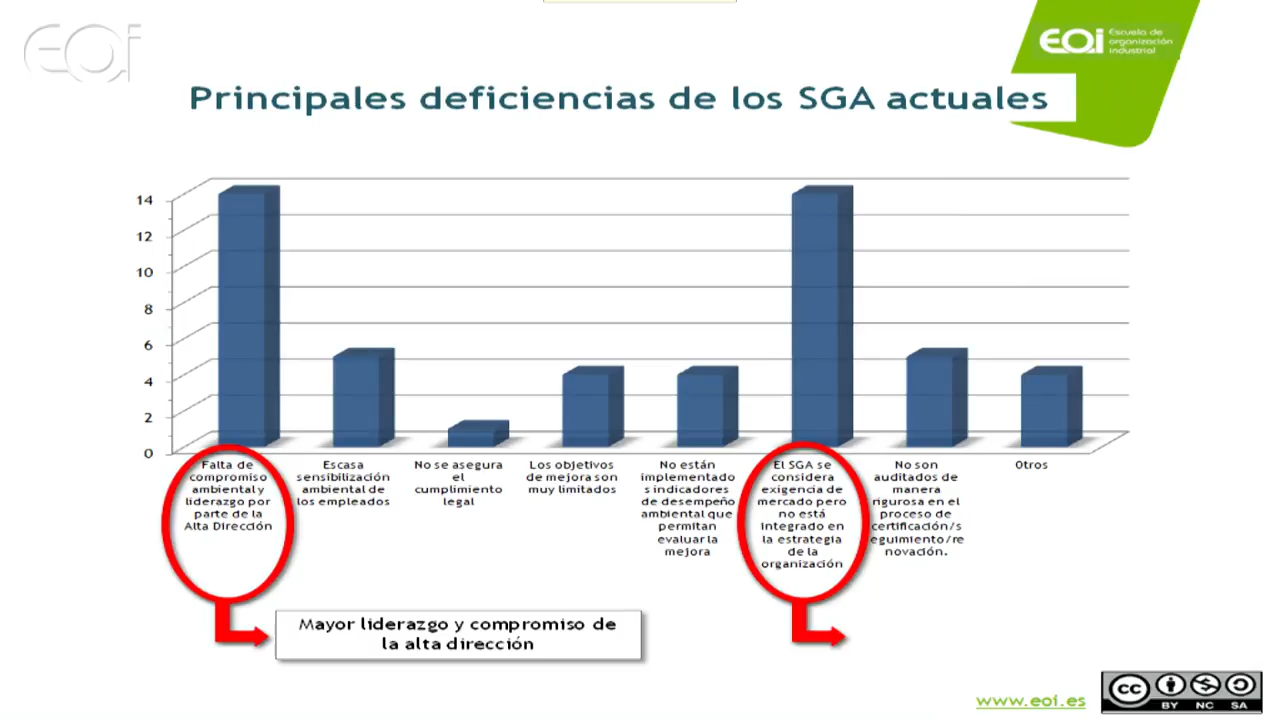 EOi
EOi
Escuela de
organización
industrial
Principales deficiencias de los SGA actuales
14
12
10
8
6
4
2
0
Falta de
compromiso
ambiental y
liderazgo por
parte de la
Alta Dirección
Escasa
sensibilización
ambiental de
los empleados
No se asegura
el
cumplimiento
legal
Los objetivos
de mejora son
muy limitados
No están
implementado
s indicadores
de desempeño
ambiental que
permitan
evaluar la
mejora
El SGA se
considera
exigencia de
mercado pero
no está
integrado en
la estrategia
de la
organización
No son
auditados de
manera
rigurosa en el
proceso de
certificación/s
eguimiento/re
novación.
Otros
Mayor liderazgo y compromiso de
la alta dirección
www.eoi.es
cc
BY NC SA